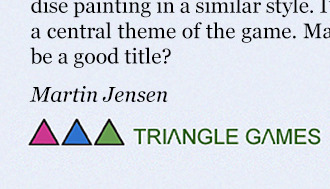 dise painting in a similar style. I
a central theme of the game. Ma
be a good title?
Martin Jensen
TRIANGLE GAMES